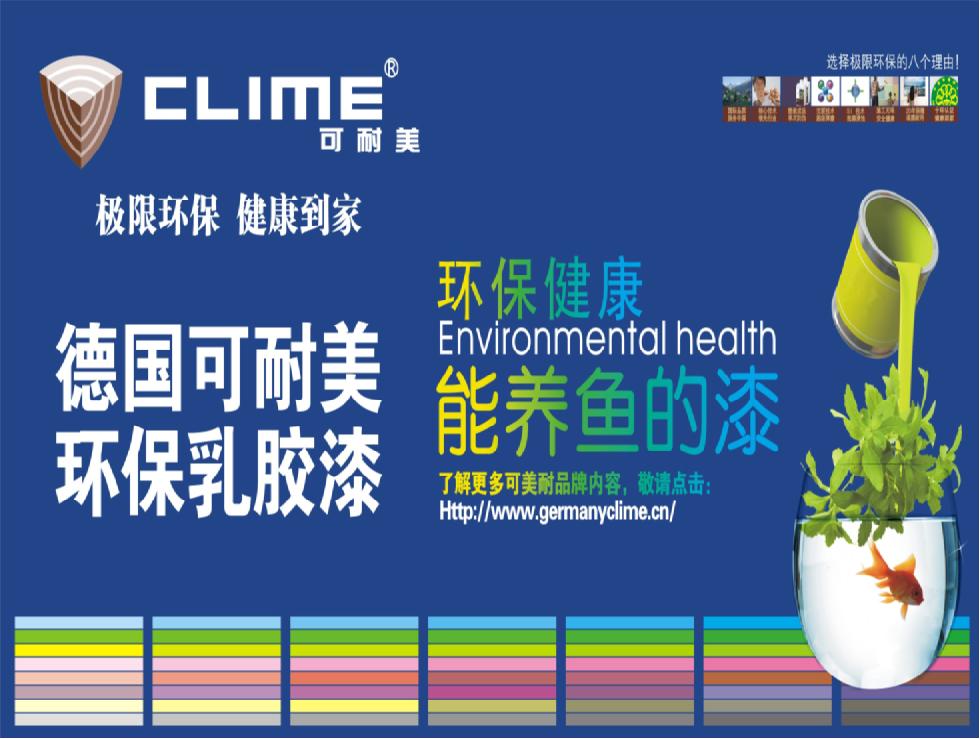 CLIME®
可耐美
极限环保 健康到家
选择极限环保的八个理由!
德国可耐美
环保乳胶漆
环保健康
Environmental health
能养鱼的漆
了解更多可美耐品牌内容，敬请点击：
Http://www.germanyclime.cn/